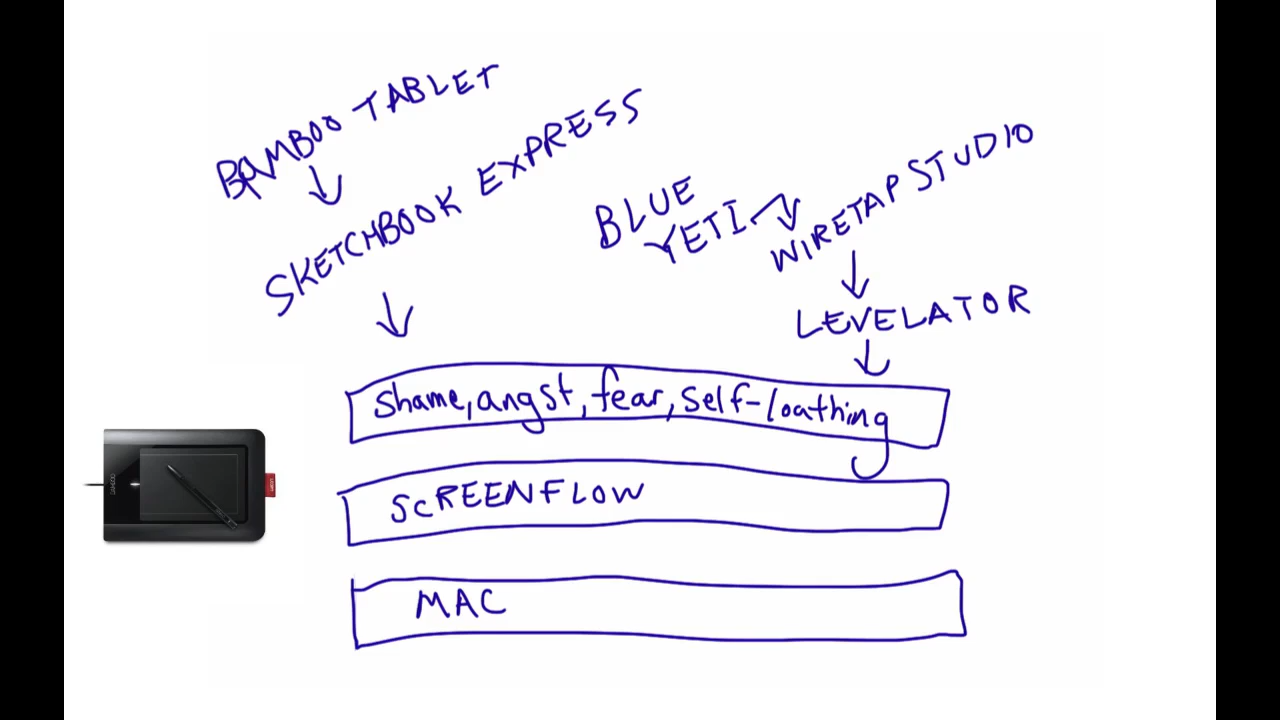 BAMBOO TABLET
SKETCHBOOK EXPRESS
BLUE
YETI
WIRETAP STUDIO
LEVELATOR
shame, angst, fear, self-loathing
ScREENFLOW
MAC